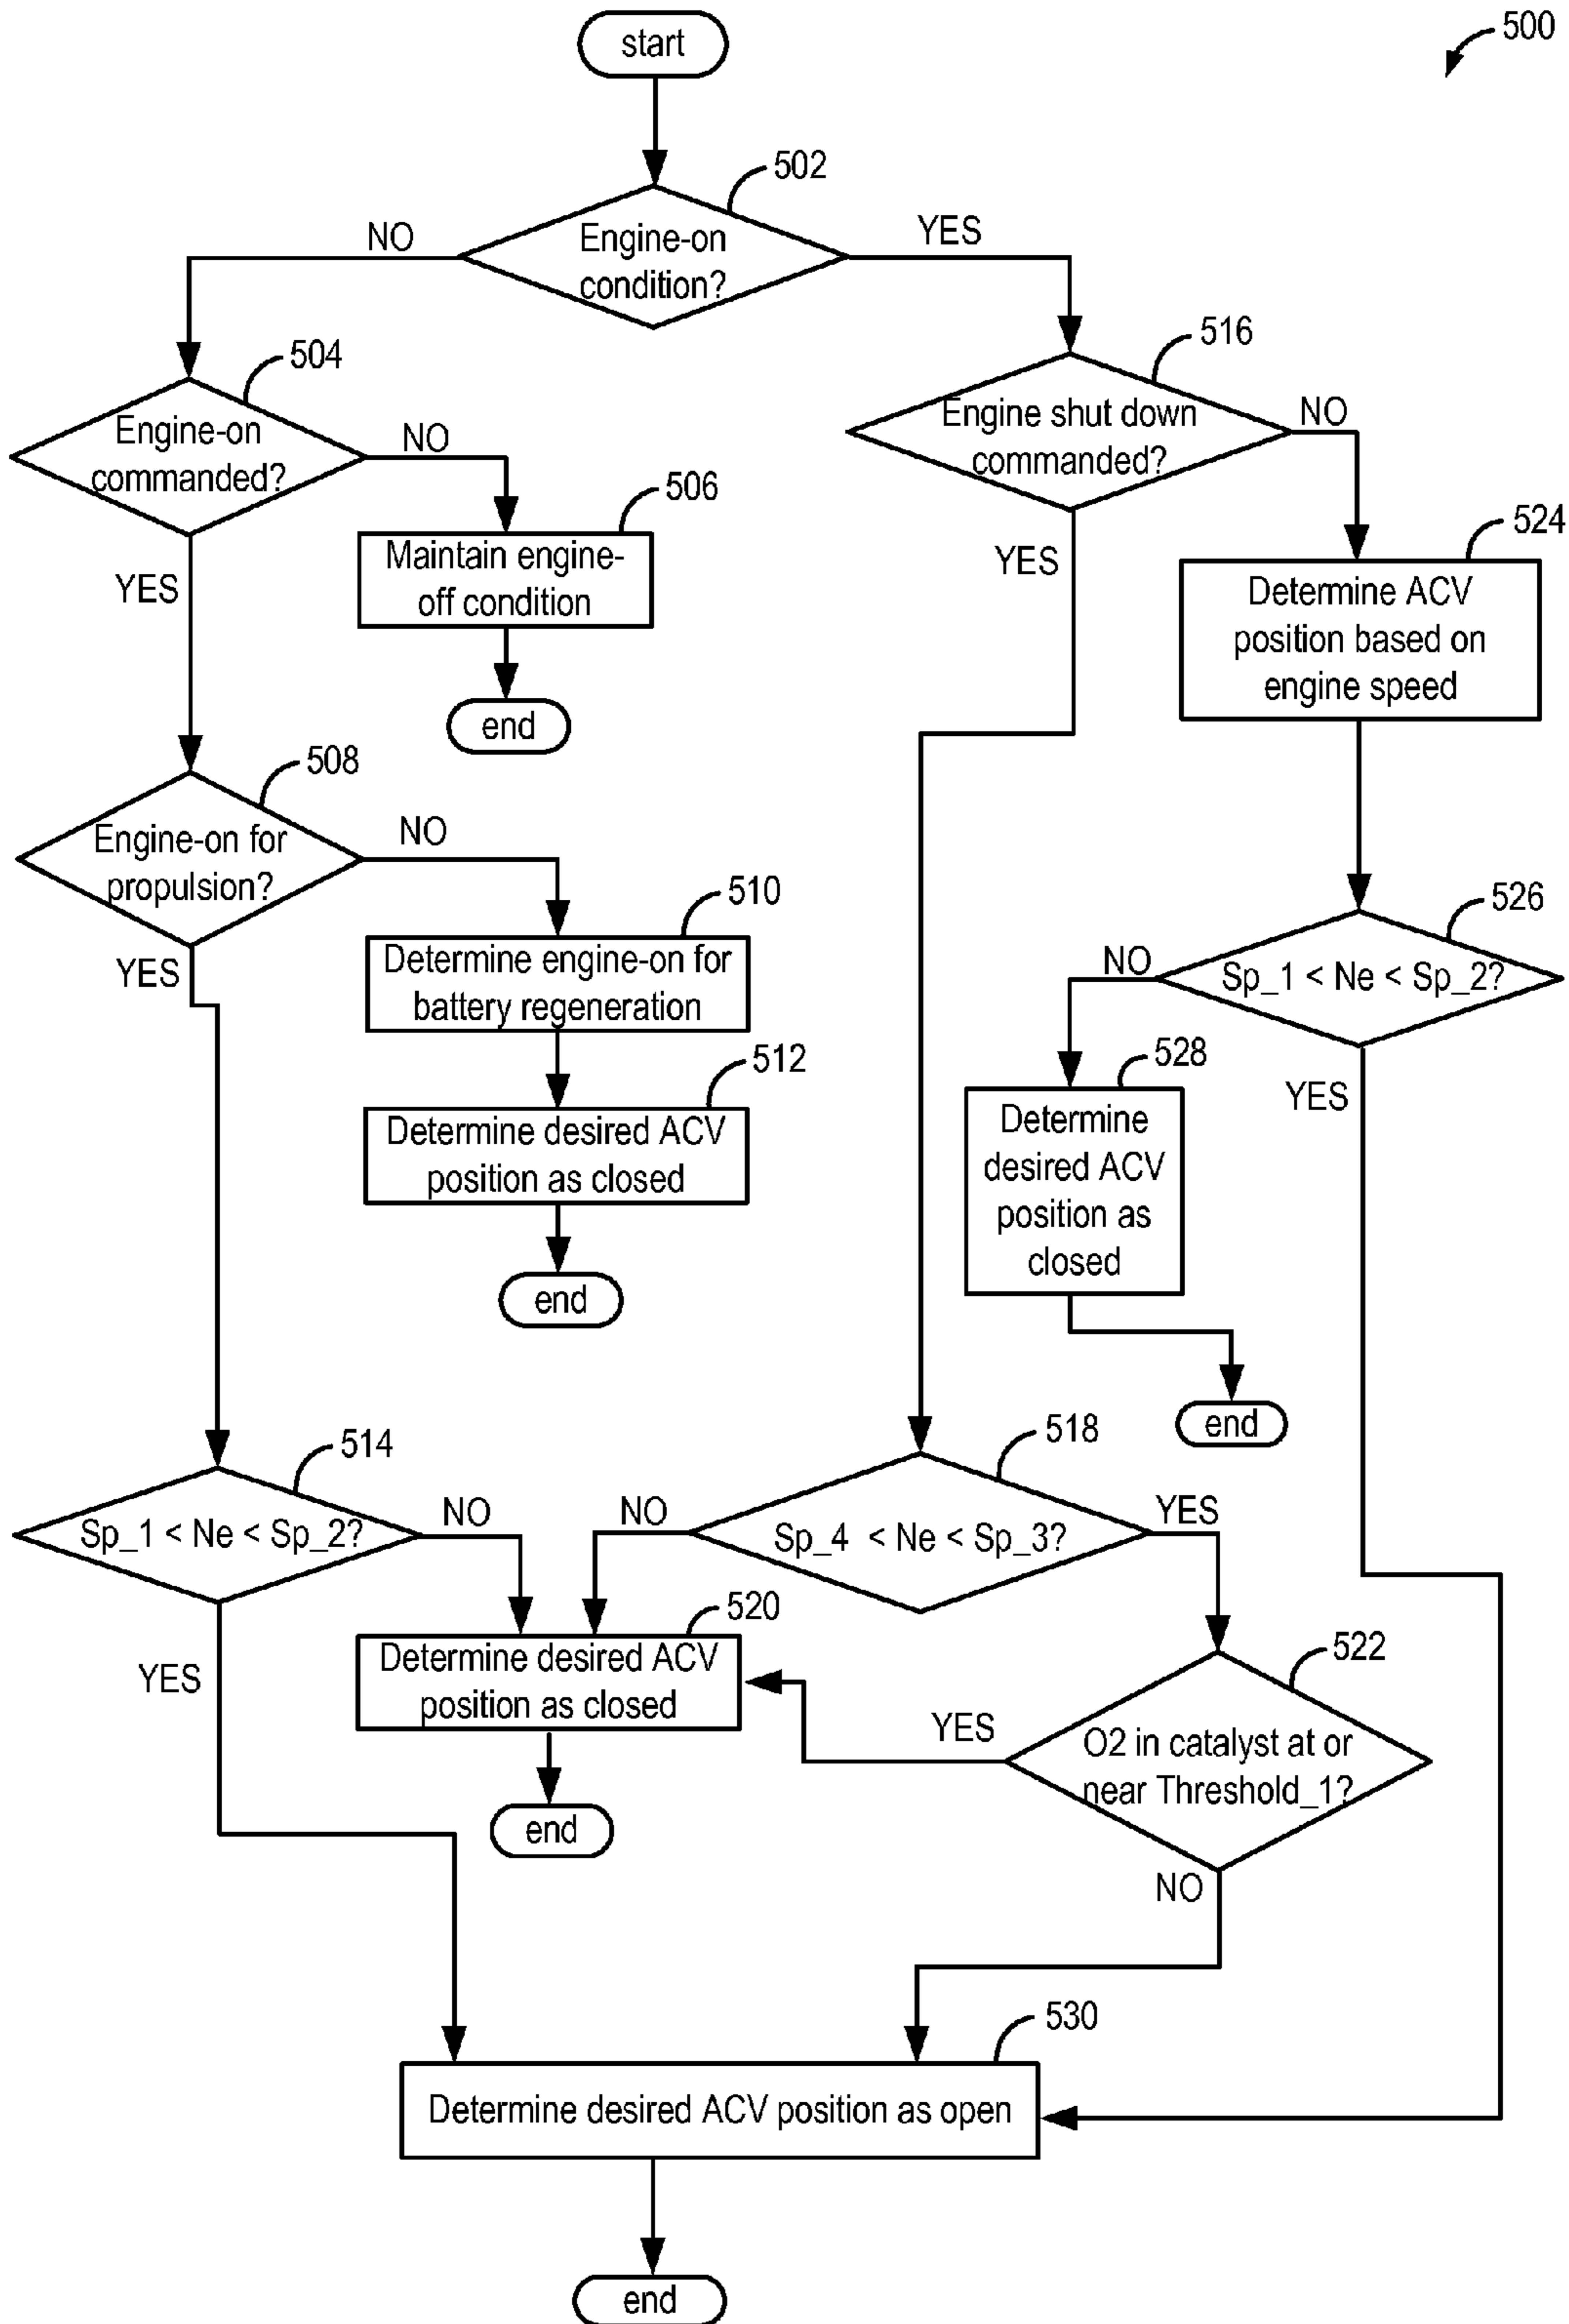 start
500
502
Engine-on
condition?
NO
YES
504
Engine-on
commanded?
NO
YES
506
Maintain engine-
off condition
end
516
Engine shut down
commanded?
NO
YES
524
Determine ACV
position based on
engine speed
508
Engine-on for
propulsion?
NO
YES
510
Determine engine-on for
battery regeneration
512
Determine desired ACV
position as closed
end
526
Sp_1 < Ne < Sp_2?
NO
YES
528
Determine
desired ACV
position as
closed
end
514
Sp_1 < Ne < Sp_2?
NO
YES
518
Sp_4 < Ne < Sp_3?
NO
YES
520
Determine desired ACV
position as closed
end
522
O2 in catalyst at or
near Threshold_1?
YES
NO
530
Determine desired ACV position as open
end